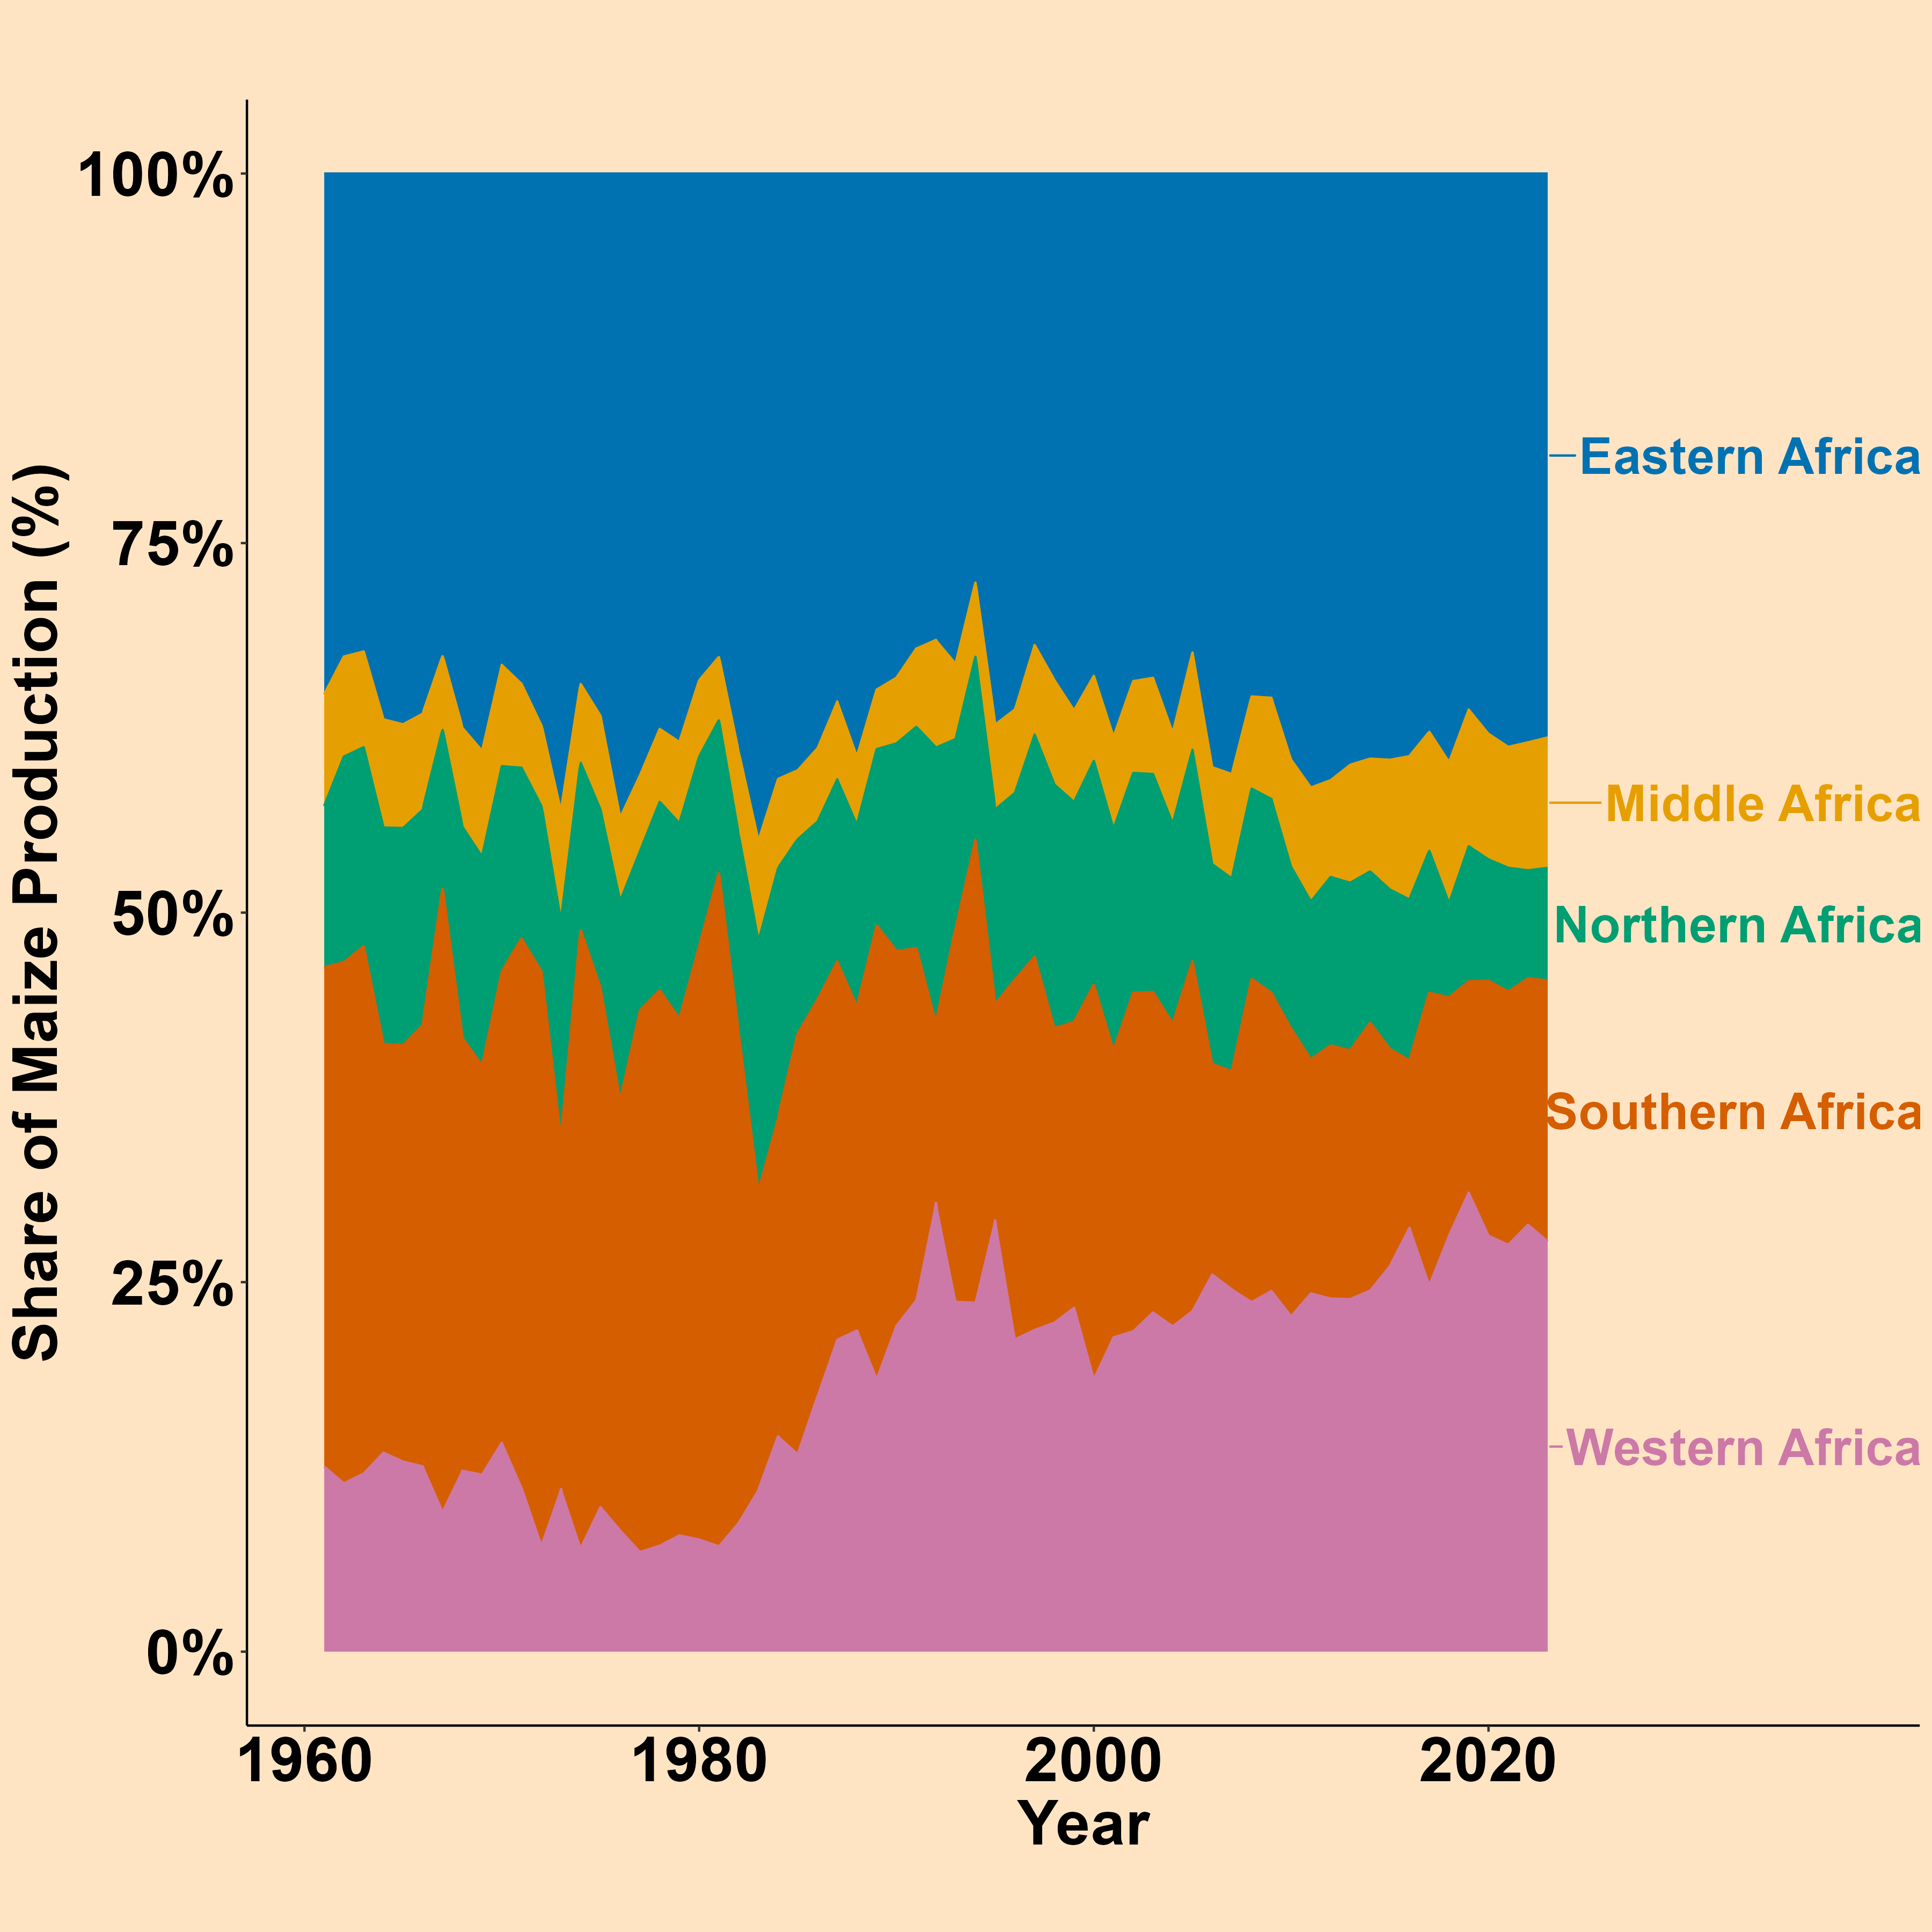 Share of Maize Production (%)
100%
75%
50%
25%
0%
1960
1980
2000
2020
Year
Eastern Africa
Middle Africa
Northern Africa
Southern Africa
Western Africa